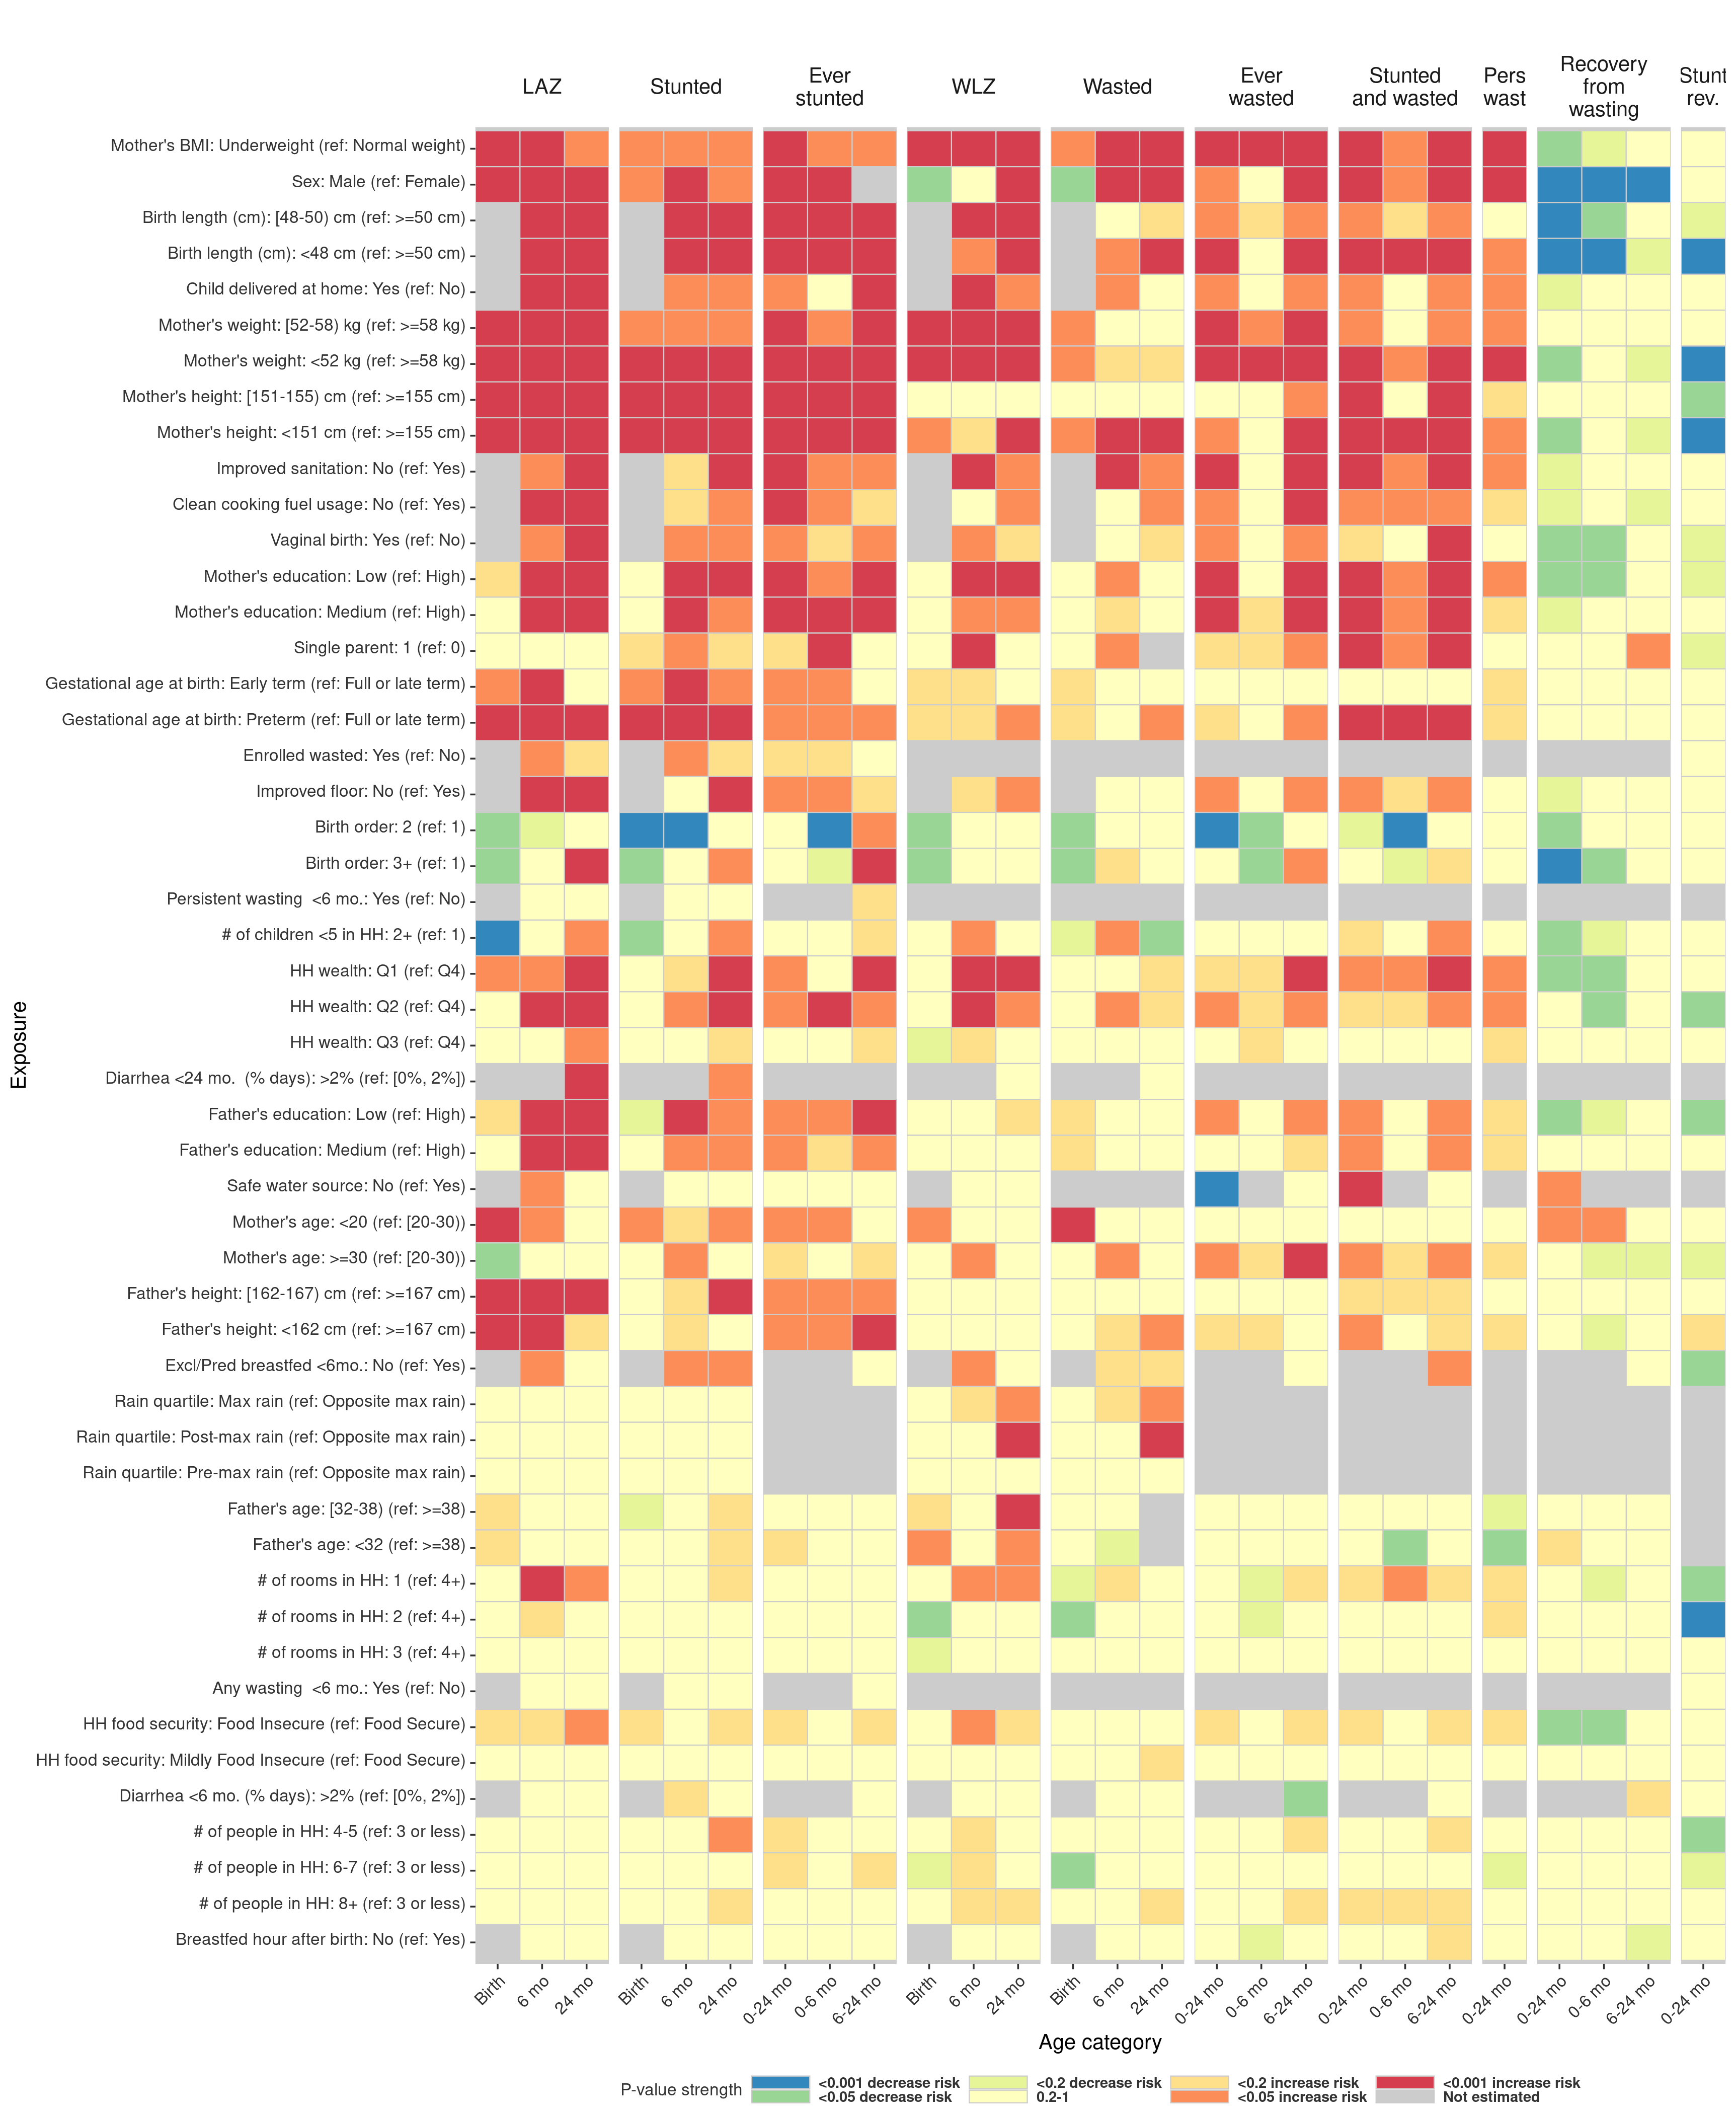 LAZ
Stunted
Ever
stunted
WLZ
Wasted
Ever
wasted
Stunted
and wasted
Pers
wast
Recovery
from
wasting
Stunt
rev.
Exposure
Mother's BMI: Underweight (ref: Normal weight)
Sex: Male (ref: Female)
Birth length (cm): [48-50) cm (ref: >=50 cm)
Birth length (cm): <48 cm (ref: >=50 cm)
Child delivered at home: Yes (ref: No)
Mother's weight: [52-58) kg (ref: >=58 kg)
Mother's weight: <52 kg (ref: >=58 kg)
Mother's height: [151-155) cm (ref: >=155 cm)
Mother's height: <151 cm (ref: >=155 cm)
Improved sanitation: No (ref: Yes)
Clean cooking fuel usage: No (ref: Yes)
Vaginal birth: Yes (ref: No)
Mother's education: Low (ref: High)
Mother's education: Medium (ref: High)
Single parent: 1 (ref: 0)
Gestational age at birth: Early term (ref: Full or late term)
Gestational age at birth: Preterm (ref: Full or late term)
Enrolled wasted: Yes (ref: No)
Improved floor: No (ref: Yes)
Birth order: 2 (ref: 1)
Birth order: 3+ (ref: 1)
Persistent wasting <6 mo.: Yes (ref: No)
# of children <5 in HH: 2+ (ref: 1)
HH wealth: Q1 (ref: Q4)
HH wealth: Q2 (ref: Q4)
HH wealth: Q3 (ref: Q4)
Diarrhea <24 mo. (% days): >2% (ref: [0%, 2%])
Father's education: Low (ref: High)
Father's education: Medium (ref: High)
Safe water source: No (ref: Yes)
Mother's age: <20 (ref: [20-30))
Mother's age: >=30 (ref: [20-30))
Father's height: [162-167) cm (ref: >=167 cm)
Father's height: <162 cm (ref: >=167 cm)
Excl/Pred breastfed <6mo.: No (ref: Yes)
Rain quartile: Max rain (ref: Opposite max rain)
Rain quartile: Post-max rain (ref: Opposite max rain)
Rain quartile: Pre-max rain (ref: Opposite max rain)
Father's age: [32-38) (ref: >=38)
Father's age: <32 (ref: >=38)
# of rooms in HH: 1 (ref: 4+)
# of rooms in HH: 2 (ref: 4+)
# of rooms in HH: 3 (ref: 4+)
Any wasting <6 mo.: Yes (ref: No)
HH food security: Food Insecure (ref: Food Secure)
HH food security: Mildly Food Insecure (ref: Food Secure)
Diarrhea <6 mo. (% days): >2% (ref: [0%, 2%])
# of people in HH: 4-5 (ref: 3 or less)
# of people in HH: 6-7 (ref: 3 or less)
# of people in HH: 8+ (ref: 3 or less)
Breastfed hour after birth: No (ref: Yes)
Birth 6 mo 24 mo Birth 6 mo 24 mo 0-24 mo 0-6 mo 6-24 mo Birth 6 mo 24 mo Birth 6 mo 24 mo 0-24 mo 0-6 mo 6-24 mo 0-24 mo 0-6 mo 6-24 mo 0-24 mo 0-6 mo 6-24 mo 0-24 mo
Age category
P-value strength
<0.001 decrease risk <0.2 decrease risk <0.2 increase risk <0.001 increase risk
<0.05 decrease risk 0.2-1 <0.05 increase risk Not estimated